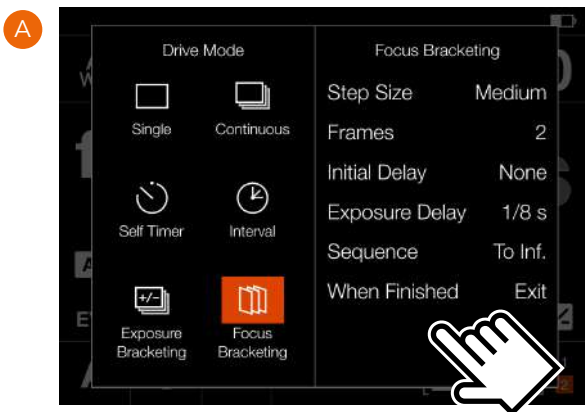 A
Drive Mode
Single
Continuous
Self Timer
Interval
+/-
Exposure
Bracketing
Focus
Bracketing
Focus Bracketing
Step Size Medium
Frames 2
Initial Delay None
Exposure Delay 1/8 s
Sequence To Inf.
When Finished Exit